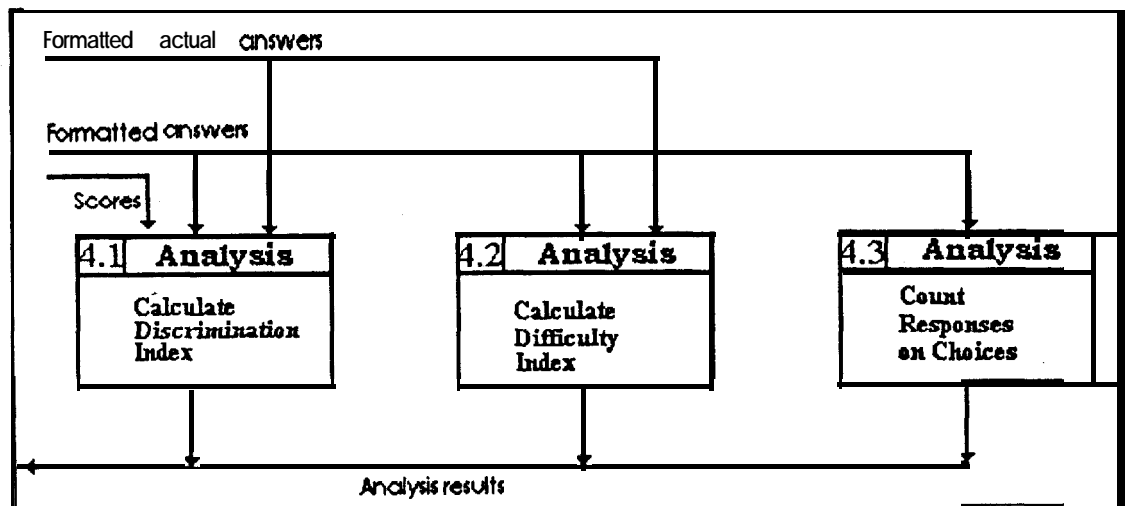 Formatted actual answers
Formatted answers
Scores
4.1 Analysis
Calculate
Discrimination
Index
4.2 Analysis
Calculate
Difficulty
Index
4.3 Analysis
Count
Responses
on Choices
Analysis results